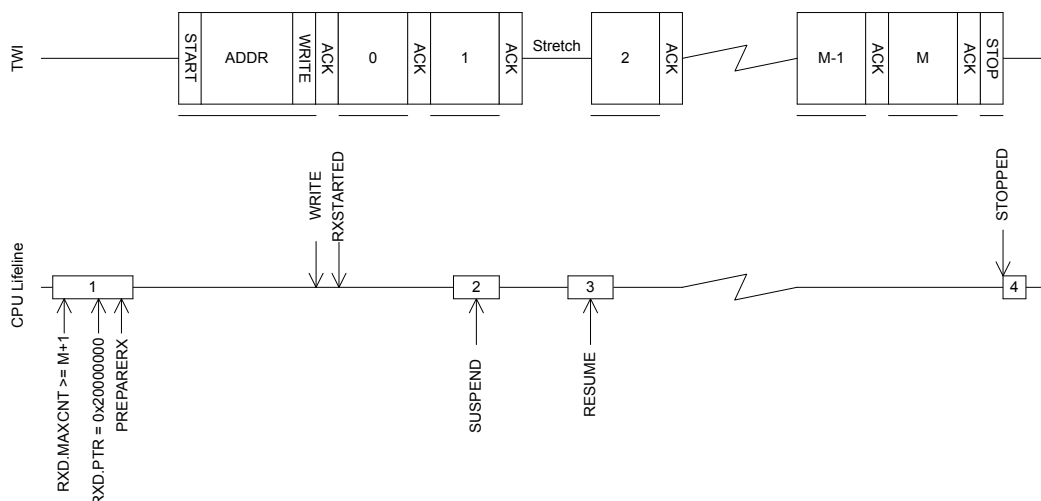 TWI
START
ADDR
WRITE
ACK
0
ACK
1
ACK
Stretch
2
ACK
M-1
ACK
M
ACK
STOP
CPU Lifeline
WRITE
RXSTARTED
STOPPED
1
2
3
4
RXD.MAXCNT >= M+1
RXD.PTR = 0x20000000
PREPARERX
SUSPEND
RESUME